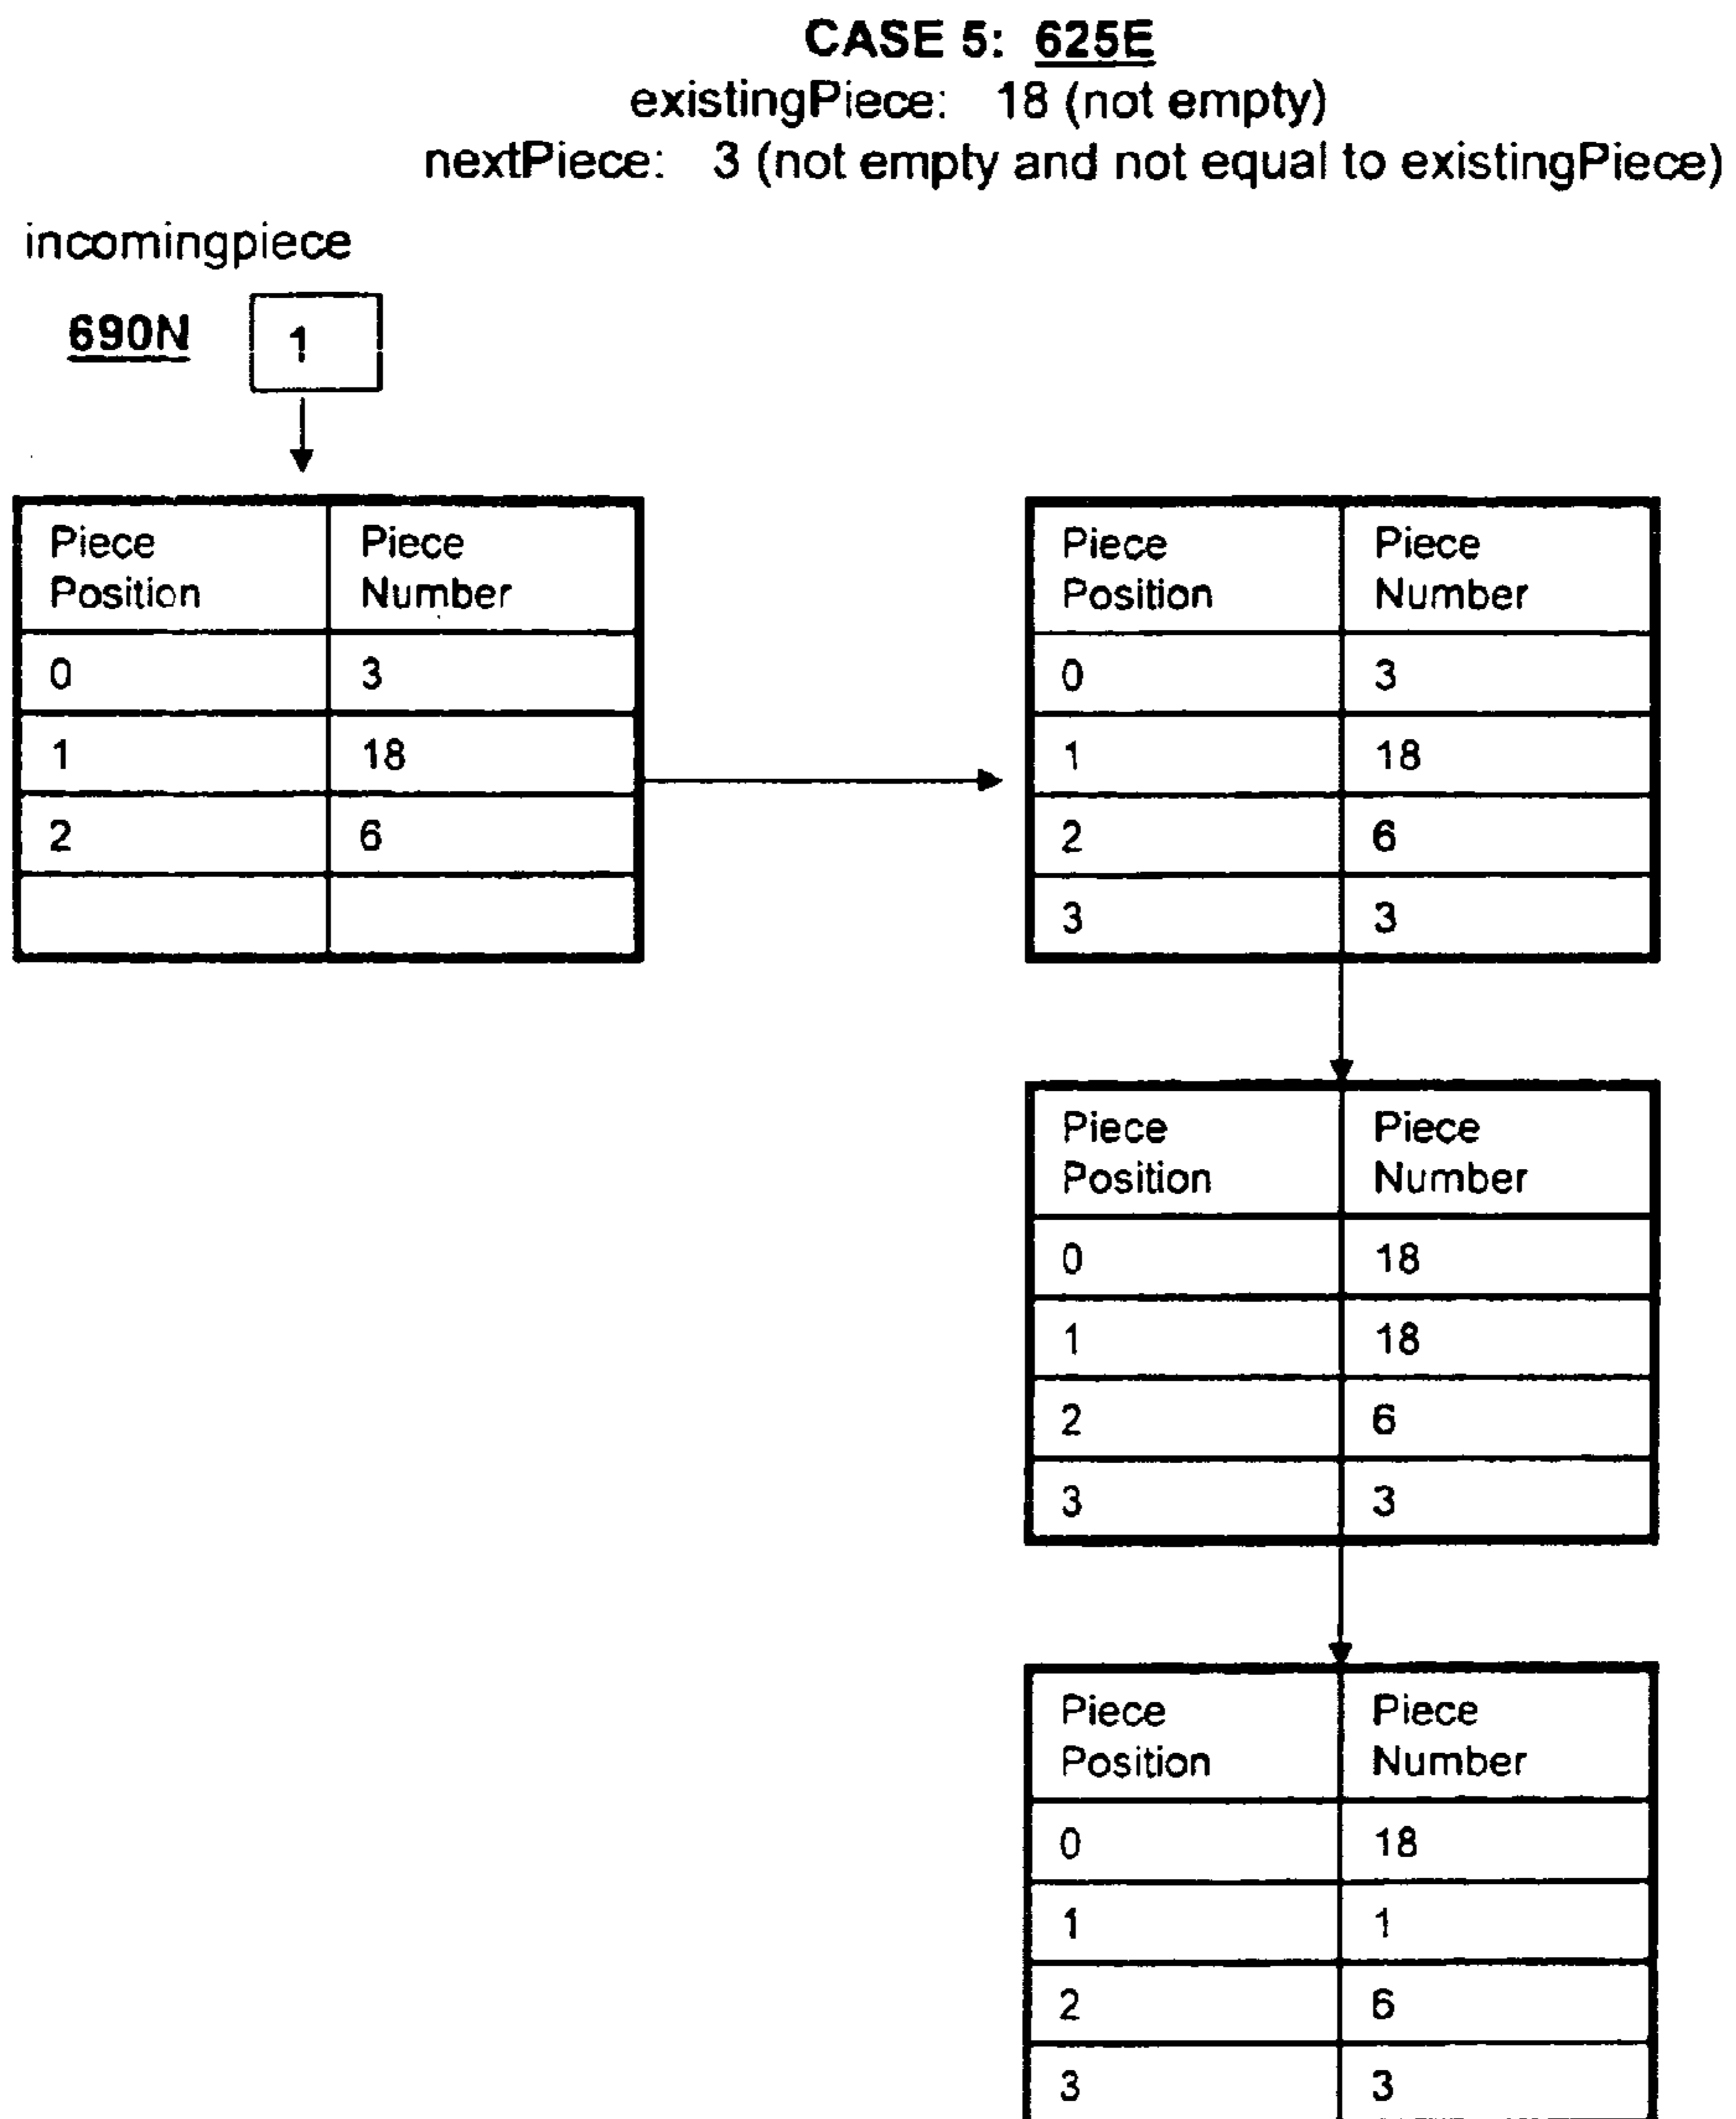 CASE 5: 625E
existingPiece: 18 (not empty)
nextPiece: 3 (not empty and not equal to existingPiece)
incomingpiece
690N 1
Piece Position Piece Number
0 3
1 18
2 6
Piece Position Piece Number
0 3
1 18
2 6
3 3
Piece Position Piece Number
0 18
1 18
2 6
3 3
Piece Position Piece Number
0 18
1 1
2 6
3 3